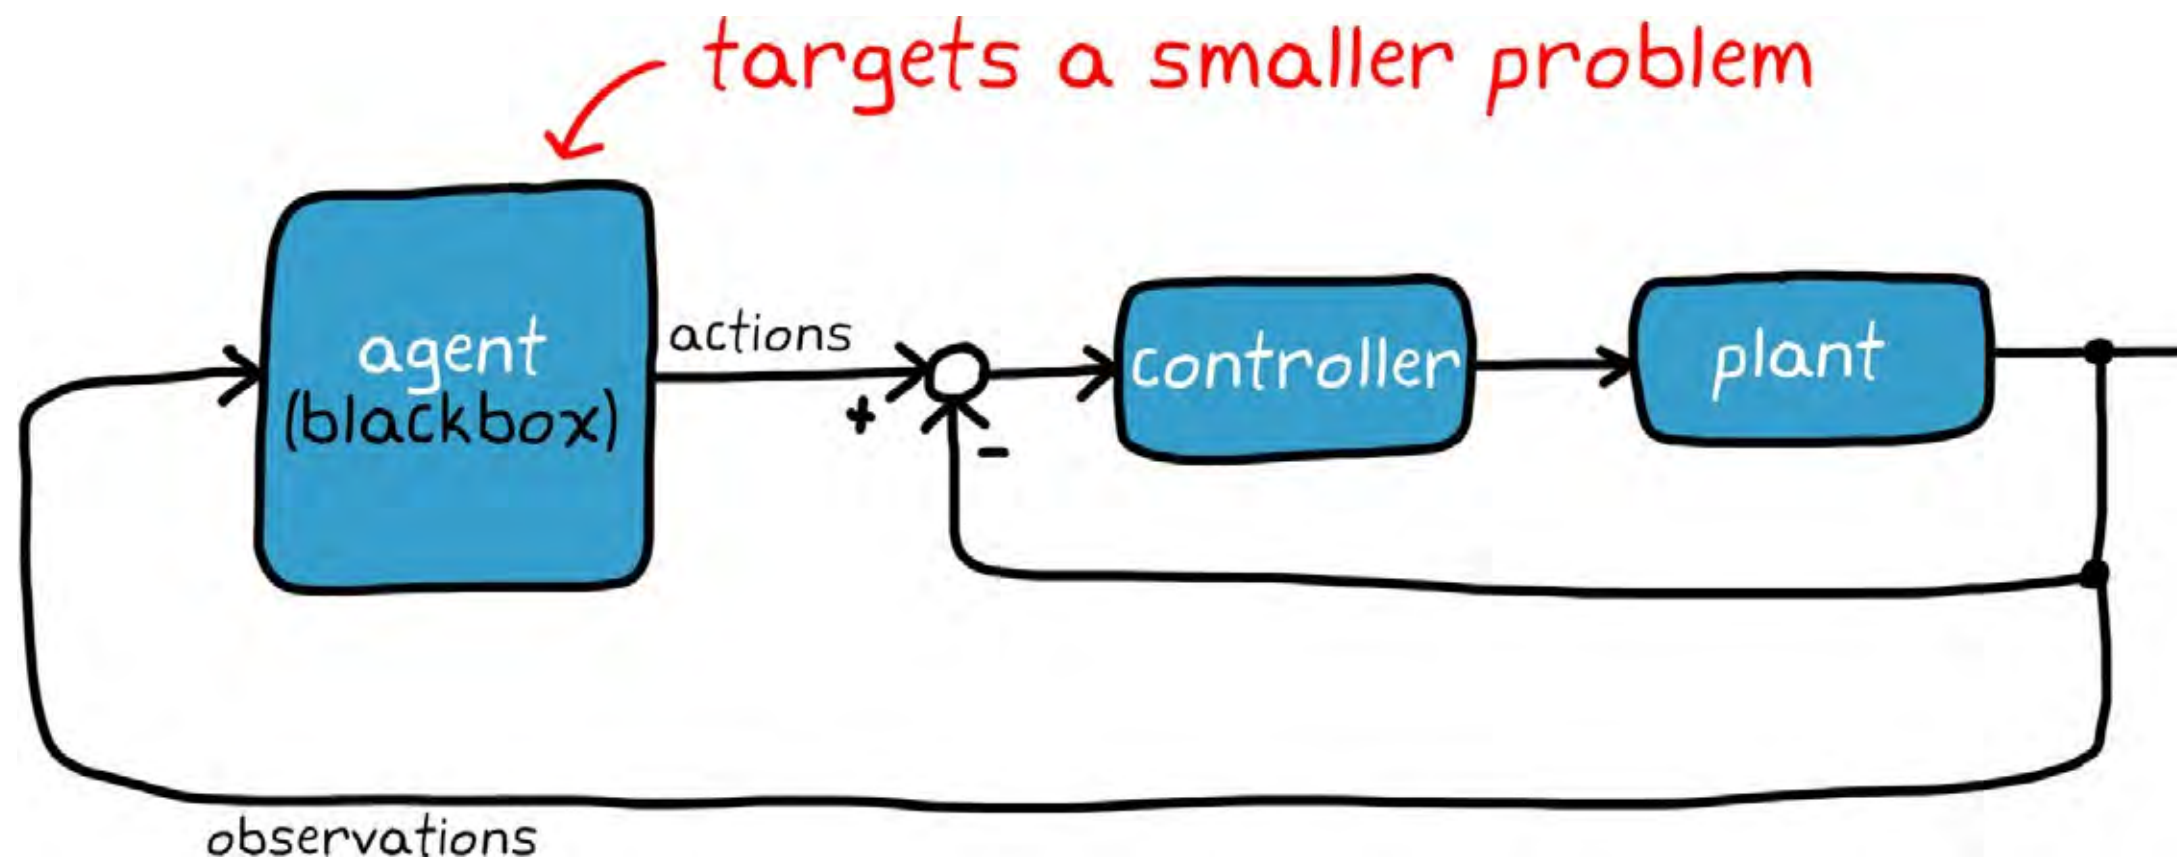 targets a smaller problem
agent
(blackbox)
actions
+
-
controller
plant
observations